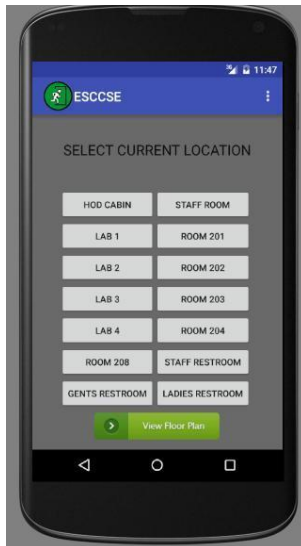 11:47
ESCCSE
SELECT CURRENT LOCATION
HOD CABIN STAFF ROOM
LAB 1 ROOM 201
LAB 2 ROOM 202
LAB 3 ROOM 203
LAB 4 ROOM 204
ROOM 208 STAFF RESTROOM
GENTS RESTROOM LADIES RESTROOM
View Floor Plan